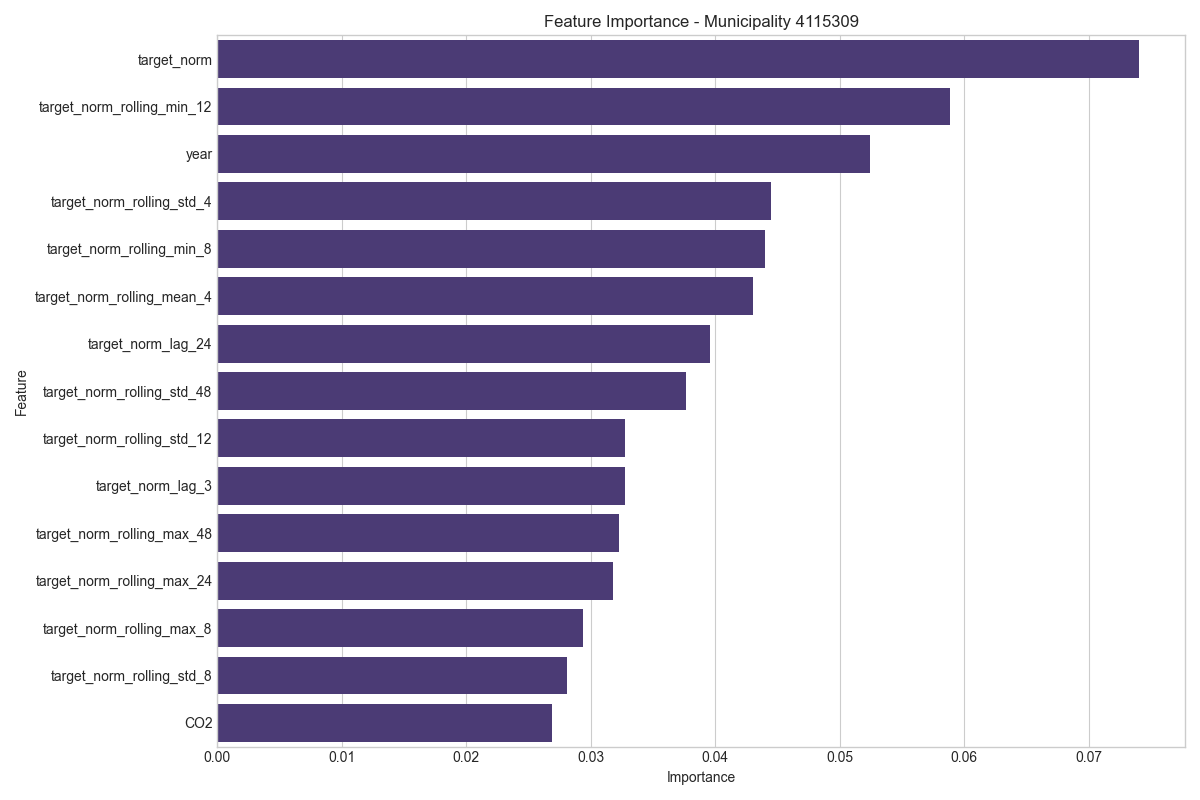 Feature Importance - Municipality 4115309
target_norm
target_norm_rolling_min_12
year
target_norm_rolling_std_4
target_norm_rolling_min_8
target_norm_rolling_mean_4
target_norm_lag_24
target_norm_rolling_std_48
target_norm_rolling_std_12
target_norm_lag_3
target_norm_rolling_max_48
target_norm_rolling_max_24
target_norm_rolling_max_8
target_norm_rolling_std_8
CO2
Feature
0.00 0.01 0.02 0.03 0.04 0.05 0.06 0.07
Importance